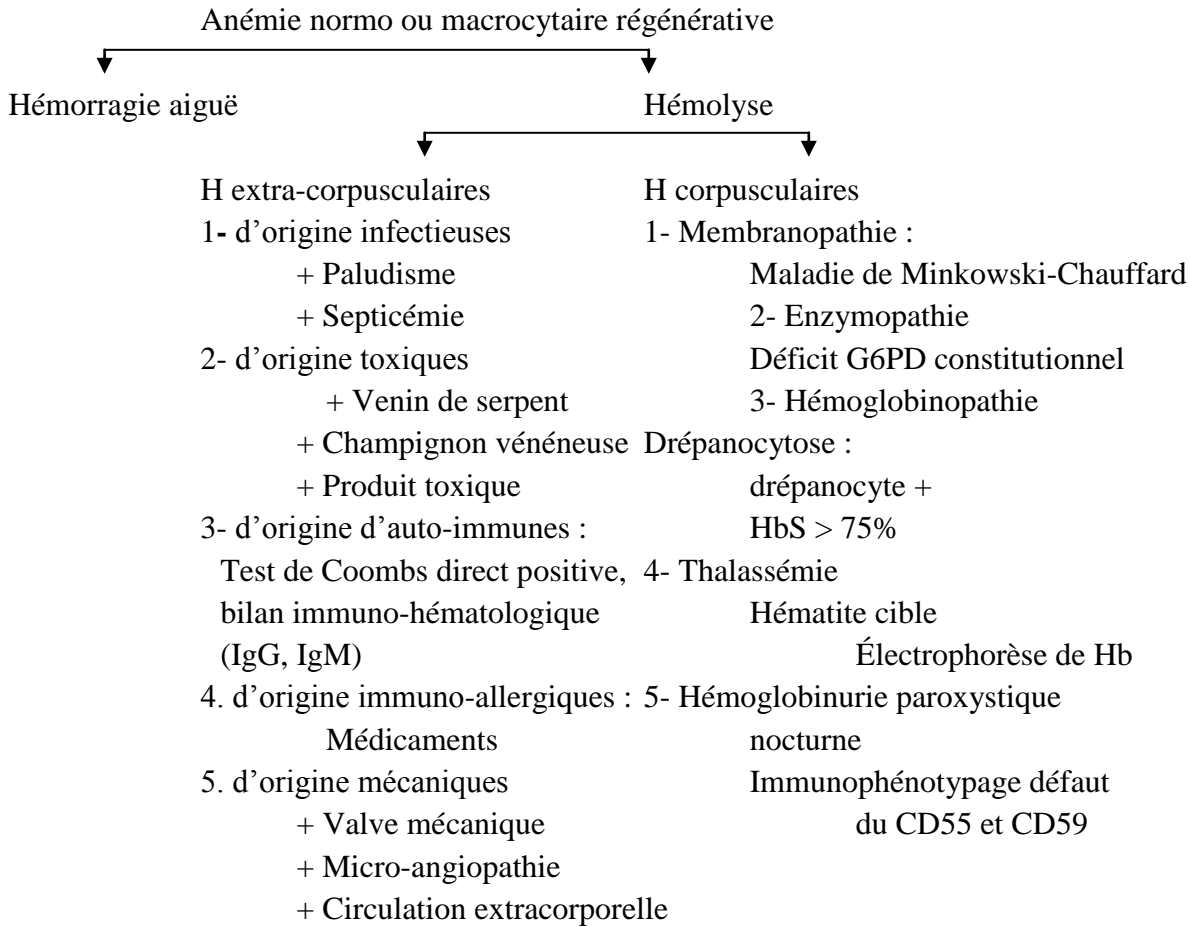 Anémie normo ou macrocytaire régénérative
Hémorragie aiguë
Hémolyse
H extra-corpusculaires
1- d’origine infectieuses
+ Paludisme
+ Septicémie
2- d’origine toxiques
+ Venin de serpent
+ Champignon vénéneuse
+ Produit toxique
3- d’origine d’auto-immunes :
Test de Coombs direct positive,
bilan immuno-hématologique
(IgG, IgM)
4. d’origine immuno-allergiques :
Médicaments
5. d’origine mécaniques
+ Valve mécanique
+ Micro-angiopathie
+ Circulation extracorporelle
H corpusculaires
1- Membranopathie :
Maladie de Minkowski-Chauffard
2- Enzymopathie
Déficit G6PD constitutionnel
3- Hémoglobinopathie
Drépanocytose :
drépanocyte +
HbS > 75%
4- Thalassémie
Hématite cible
Électrophorèse de Hb
5- Hémoglobinurie paroxystique
nocturne
Immunophénotypage défaut
du CD55 et CD59